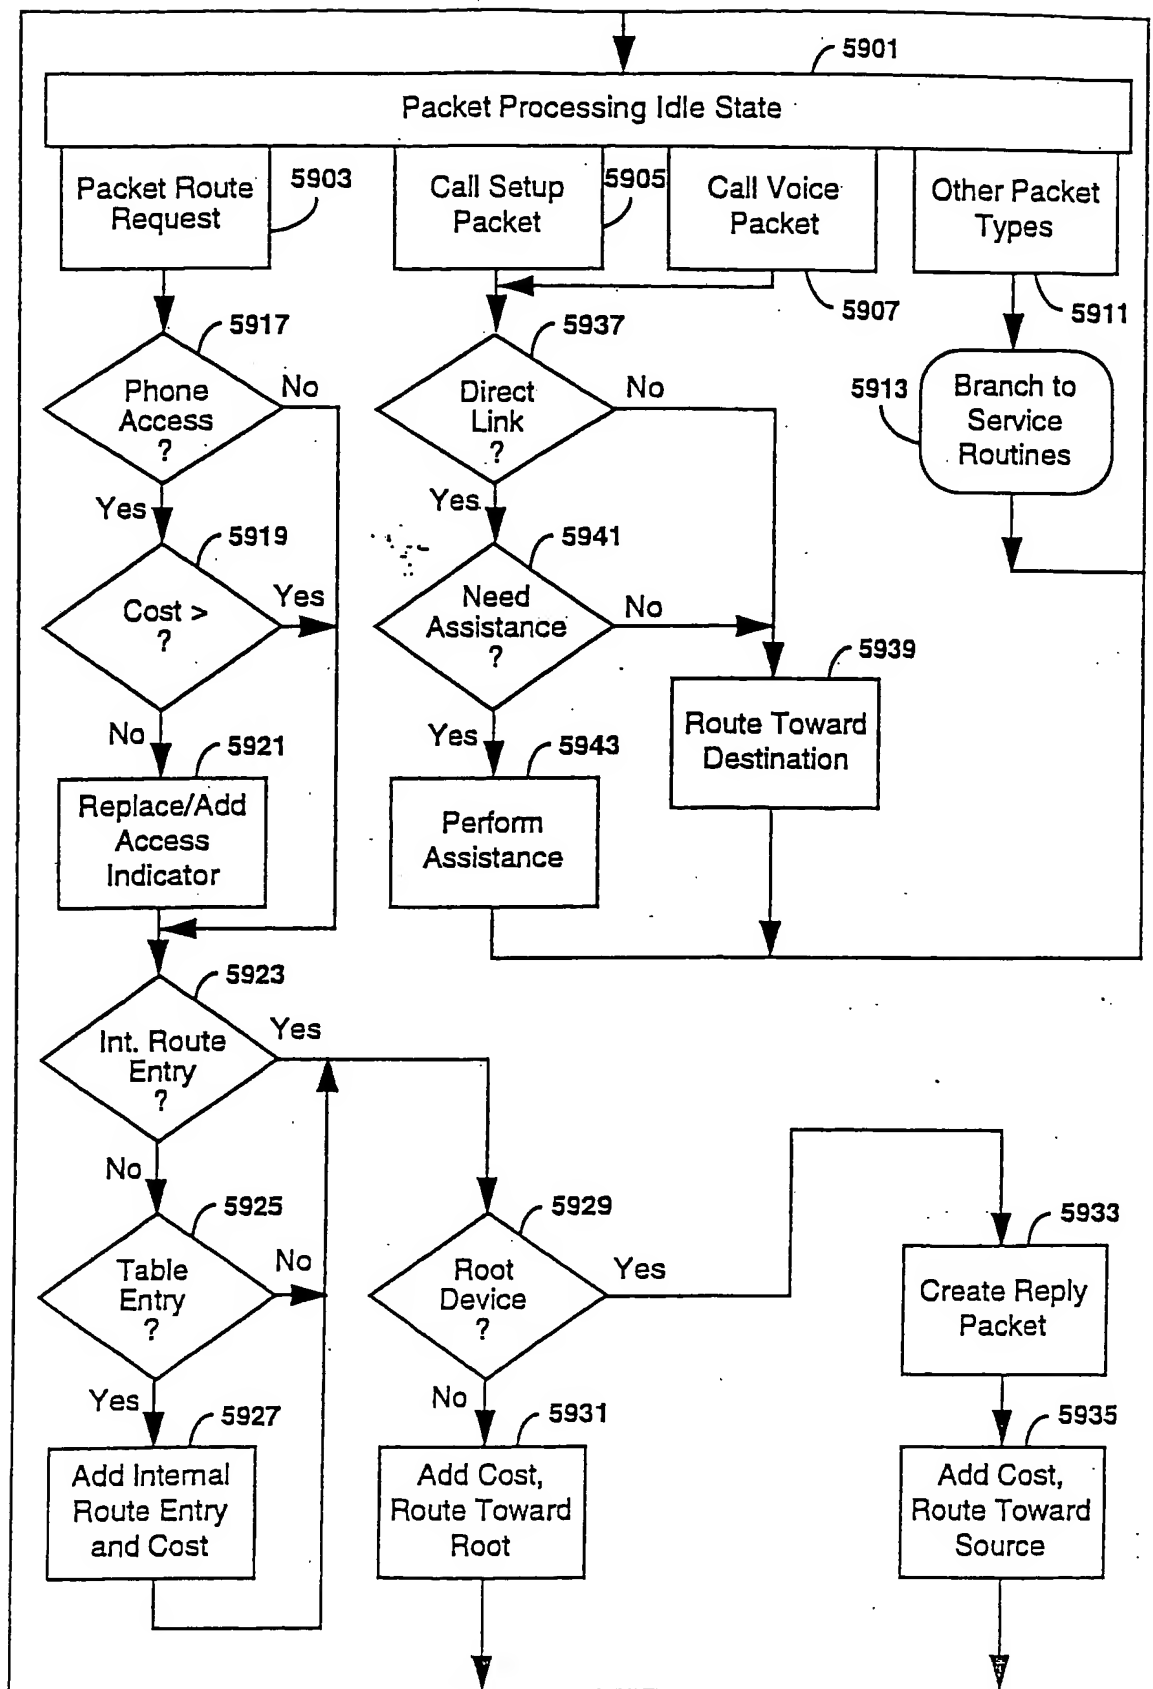 5901
Packet Processing Idle State
Packet Route
Request
5903
Call Setup
Packet
5905
Call Voice
Packet
5907
Other Packet
Types
5911
5917
Phone
Access
?
No
Yes
5937
Direct
Link
?
No
Yes
5913
Branch to
Service
Routines
5919
Cost >
?
Yes
No
5941
Need
Assistance
?
No
Yes
5939
Route Toward
Destination
5921
Replace/Add
Access
Indicator
5943
Perform
Assistance
5923
Int. Route
Entry
?
Yes
No
5925
Table
Entry
?
No
Yes
5929
Root
Device
?
Yes
No
5933
Create Reply
Packet
5927
Add Internal
Route Entry
and Cost
5931
Add Cost,
Route Toward
Root
5935
Add Cost,
Route Toward
Source